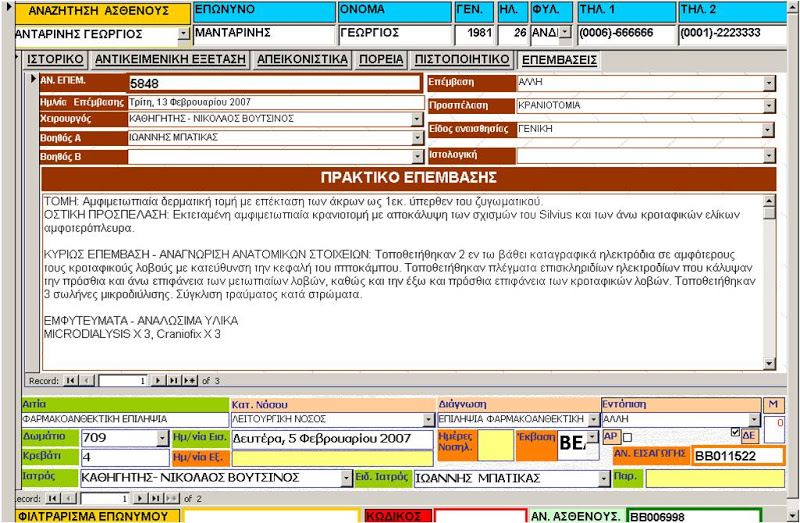 ΑΝΑΖΗΤΗΣΗ ΑΣΘΕΝΟΥΣ ΕΠΩΝΥΝΟ ΟΝΟΜΑ ΓΕΝ. ΗΛ. ΦΥΛ. ΤΗΛ. 1 ΤΗΛ. 2
ΑΝΤΑΡΙΝΗΣ ΓΕΩΡΓΙΟΣ ΜΑΝΤΑΡΙΝΗΣ ΓΕΩΡΓΙΟΣ 1981 26 ΑΝΔΙ (0006)-666666 (0001)-2223333
ΙΣΤΟΡΙΚΟ ΑΝΤΙΚΕΙΜΕΝΙΚΗ ΕΞΕΤΑΣΗ ΑΠΕΙΚΟΝΙΣΤΙΚΑ ΠΟΡΕΙΑ ΠΙΣΤΟΠΟΙΗΤΙΚΟ ΕΠΕΜΒΑΣΕΙΣ
ΑΝ. ΕΠΕΜ. 5848 Επέμβαση ΑΛΛΗ
Ημ/νία Επέμβασης Τρίτη, 13 Φεβρουαρίου 2007 Προσπέλαση ΚΡΑΝΙΟΤΟΜΙΑ
Χειρουργός ΚΑΘΗΓΗΤΗΣ - ΝΙΚΟΛΑΟΣ ΒΟΥΤΣΙΝΟΣ
Βοηθός Α ΙΩΑΝΝΗΣ ΜΠΑΤΙΚΑΣ Είδος αναισθησίας ΓΕΝΙΚΗ
Βοηθός Β Ιστολογική
ΠΡΑΚΤΙΚΟ ΕΠΕΜΒΑΣΗΣ
ΤΟΜΗ: Αμφιμετωπιαία δερματική τομή με επέκταση των άκρων ως 1εκ. ύπερθεν του ζυγωματικού.
ΟΣΤΙΚΗ ΠΡΟΣΠΕΛΑΣΗ: Εκτεταμένη αμφιμετωπιαία κρανιοτομή με αποκάλυψη των σχισμών του Silvius και των άνω κροταφικών ελίκων
αμφοτερόπλευρα.
ΚΥΡΙΩΣ ΕΠΕΜΒΑΣΗ - ΑΝΑΓΝΩΡΙΣΗ ΑΝΑΤΟΜΙΚΩΝ ΣΤΟΙΧΕΙΩΝ: Τοποθετήθηκαν 2 εν τω βάθει καταγραφικά ηλεκτρόδια σε αμφότερους
τους κροταφικούς λοβούς με κατεύθυνση την κεφαλή του ιπποκάμπου. Τοποθετήθηκαν πλέγματα επισκληριδίων ηλεκτροδίων που κάλυψαν
την πρόσθια και άνω επιφάνεια των μετωπιαίων λοβών, καθώς και την έξω και πρόσθια επιφάνεια των κροταφικών λοβών. Τοποθετήθηκαν
3 σωλήνες μικροδιύλισης. Σύγκλιση τραύματος κατά στρώματα.
ΕΜΦΥΤΕΥΜΑΤΑ - ΑΝΑΛΩΣΙΜΑ ΥΛΙΚΑ
MICRODIALYSIS X 3, Craniofix X 3
Record: 1 of 3
Αιτία Κατ. Νόσου Διάγνωση Εντόπιση Μ
ΦΑΡΜΑΚΟΑΝΘΕΚΤΙΚΗ ΕΠΙΛΗΨΙΑ ΛΕΙΤΟΥΡΓΙΚΗ ΝΟΣΟΣ ΕΠΙΛΗΨΙΑ ΦΑΡΜΑΚΟΑΝΘΕΚΤΙΚΗ ΑΛΛΗ 0
Δωμάτιο 709 Ημ/νία Εισ. Δευτέρα, 5 Φεβρουαρίου 2007 Ημέρες Νοσηλ. Έκβαση ΒΕΛ ΑΡ ΔΕ
Κρεβάτι 4 Ημ/νία Εξ. ΑΝ. ΕΙΣΑΓΩΓΗΣ BB011522
Ιατρός ΚΑΘΗΓΗΤΗΣ- ΝΙΚΟΛΑΟΣ ΒΟΥΤΣΙΝΟΣ Ειδ. Ιατρός ΙΩΑΝΝΗΣ ΜΠΑΤΙΚΑΣ Παρ.
ecord: 1 of 2
ΦΙΛΤΡΑΡΙΣΜΑ ΕΠΩΝΥΜΟΥ ΚΩΔΙΚΟΣ ΑΝ. ΑΣΘΕΝΟΥΣ. BB006998